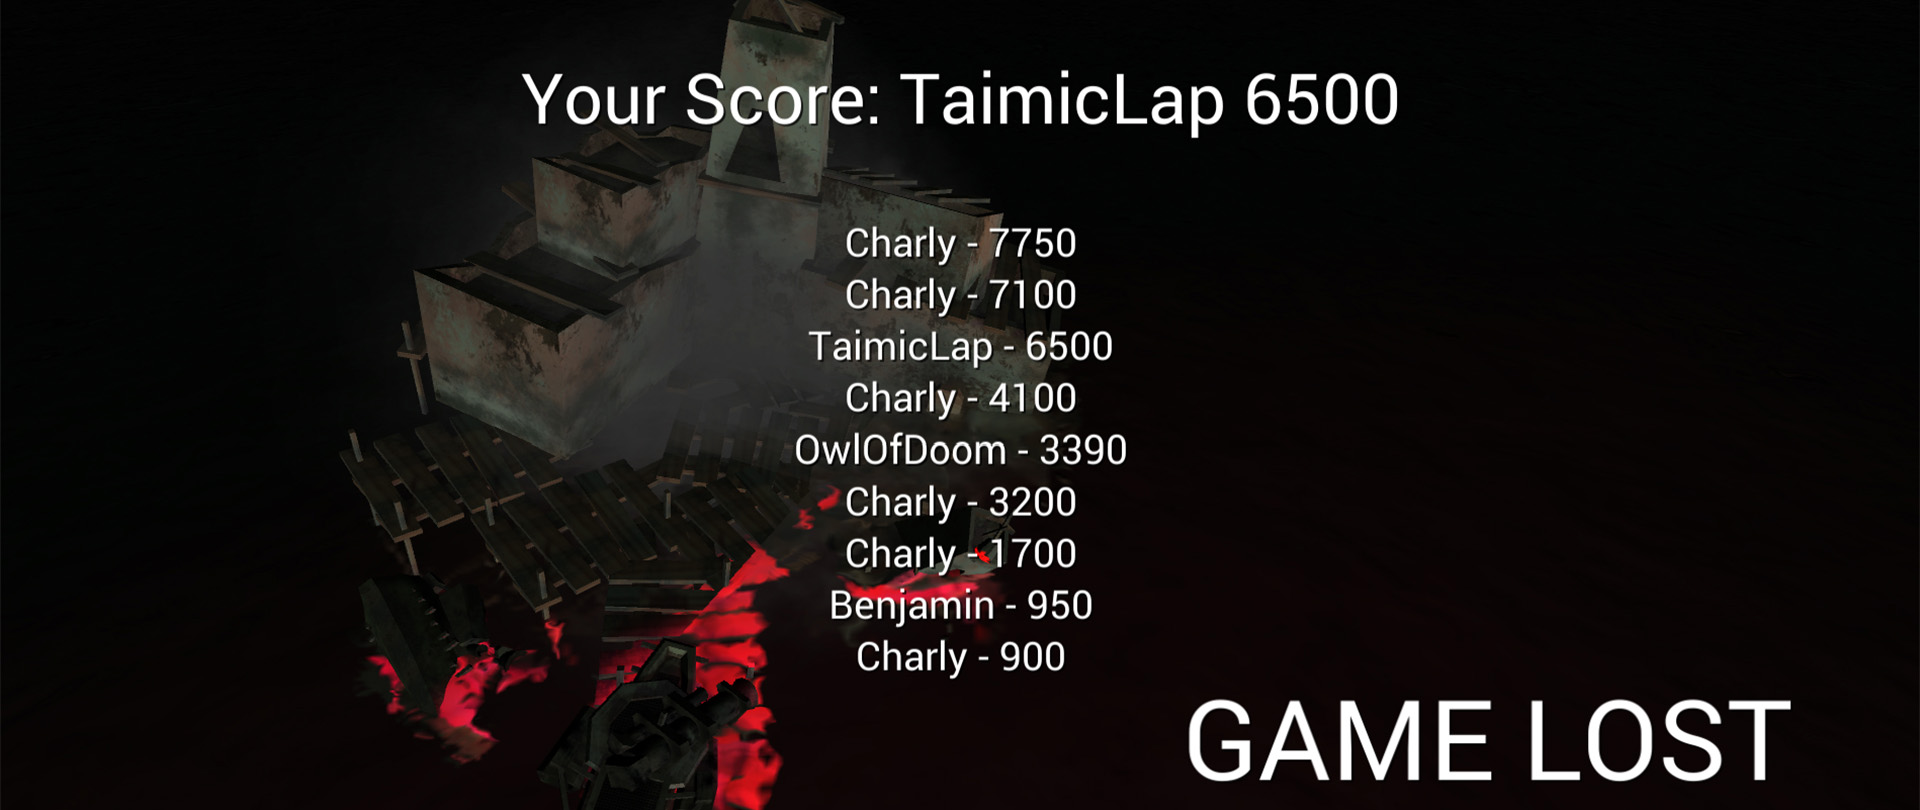 Your Score: TaimicLap 6500
Charly - 7750
Charly - 7100
TaimicLap - 6500
Charly - 4100
OwlOfDoom - 3390
Charly - 3200
Charly - 1700
Benjamin - 950
Charly - 900
GAME LOST